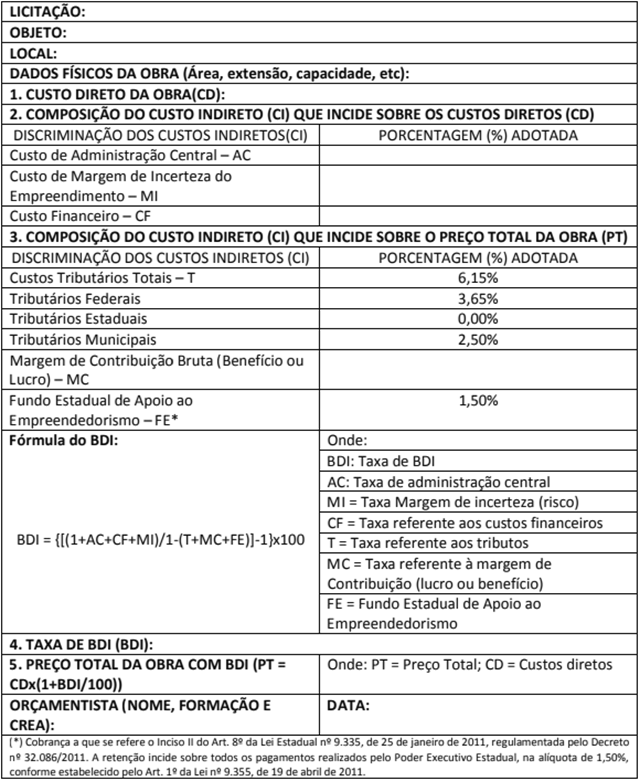 LICITAÇÃO:
OBJETO:
LOCAL:
DADOS FÍSICOS DA OBRA (Área, extensão, capacidade, etc):
1. CUSTO DIRETO DA OBRA(CD):
2. COMPOSIÇÃO DO CUSTO INDIRETO (CI) QUE INCIDE SOBRE OS CUSTOS DIRETOS (CD)
DISCRIMINAÇÃO DOS CUSTOS INDIRETOS(CI) PORCENTAGEM (%) ADOTADA
Custo de Administração Central – AC
Custo de Margem de Incerteza do
Empreendimento – MI
Custo Financeiro – CF
3. COMPOSIÇÃO DO CUSTO INDIRETO (CI) QUE INCIDE SOBRE O PREÇO TOTAL DA OBRA (PT)
DISCRIMINAÇÃO DOS CUSTOS INDIRETOS (CI) PORCENTAGEM (%) ADOTADA
Custos Tributários Totais – T 6,15%
Tributários Federais 3,65%
Tributários Estaduais 0,00%
Tributários Municipais 2,50%
Margem de Contribuição Bruta (Benefício ou
Lucro) – MC
Fundo Estadual de Apoio ao
Empreendedorismo – FE* 1,50%
Fórmula do BDI:
BDI = {[(1+AC+CF+MI)/1-(T+MC+FE)]-1}x100
Onde:
BDI: Taxa de BDI
AC: Taxa de administração central
MI = Taxa Margem de incerteza (risco)
CF = Taxa referente aos custos financeiros
T = Taxa referente aos tributos
MC = Taxa referente à margem de
Contribuição (lucro ou benefício)
FE = Fundo Estadual de Apoio ao
Empreendedorismo
4. TAXA DE BDI (BDI):
5. PREÇO TOTAL DA OBRA COM BDI (PT =
CDx(1+BDI/100))
Onde: PT = Preço Total; CD = Custos diretos
ORÇAMENTISTA (NOME, FORMAÇÃO E
CREA):
DATA:
(*) Cobrança a que se refere o Inciso II do Art. 8º da Lei Estadual nº 9.335, de 25 de janeiro de 2011, regulamentada pelo Decreto
nº 32.086/2011. A retenção incide sobre todos os pagamentos realizados pelo Poder Executivo Estadual, na alíquota de 1,50%,
conforme estabelecido pelo Art. 1º da Lei nº 9.355, de 19 de abril de 2011.